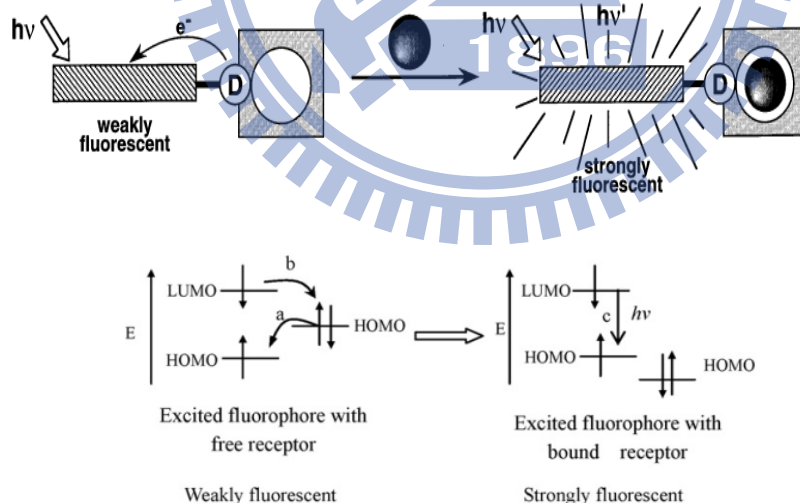 hν e⁻ D
weakly
fluorescent
1896
hν hν' D
strongly
fluorescent
E LUMO HOMO b a HOMO
Excited fluorophore with
free receptor
Weakly fluorescent
E LUMO HOMO c hν HOMO
Excited fluorophore with
bound receptor
Strongly fluorescent